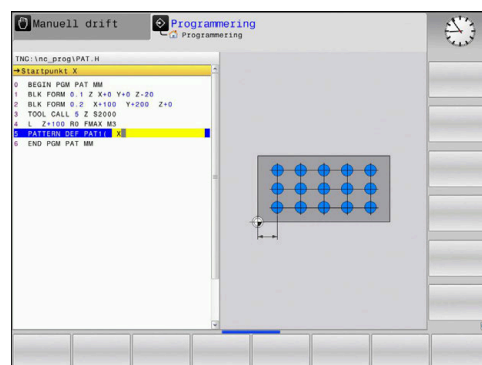 Manuell drift
Programmering
Programmering
TNC:\nc_prog\PAT.H
→Startpunkt X
0 BEGIN PGM PAT MM
1 BLK FORM 0.1 Z X+0 Y+0 Z-20
2 BLK FORM 0.2 X+100 Y+200 Z+0
3 TOOL CALL 5 Z S2000
4 L Z+100 R0 FMAX M3
5 PATTERN DEF PAT1( X
6 END PGM PAT MM